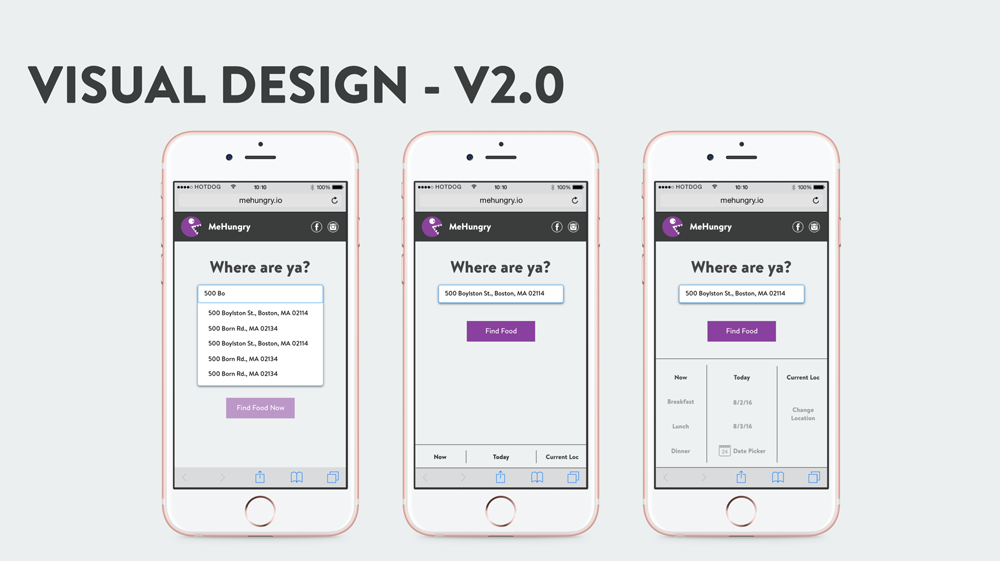 VISUAL DESIGN - V2.0
HOTDOG 10:10 100%
mehungry.io
MeHungry
Where are ya?
500 Bo
500 Boylston St., Boston, MA 02114
500 Born Rd., MA 02134
500 Boylston St., Boston, MA 02114
500 Born Rd., MA 02134
500 Born Rd., MA 02134
Find Food Now
HOTDOG 10:10 100%
mehungry.io
MeHungry
Where are ya?
500 Boylston St., Boston, MA 02114
Find Food
Now Today Current Loc
HOTDOG 10:10 100%
mehungry.io
MeHungry
Where are ya?
500 Boylston St., Boston, MA 02114
Find Food
Now Today Current Loc
Breakfast 8/2/16 Change
Location
Lunch 8/3/16
Dinner 24 Date Picker